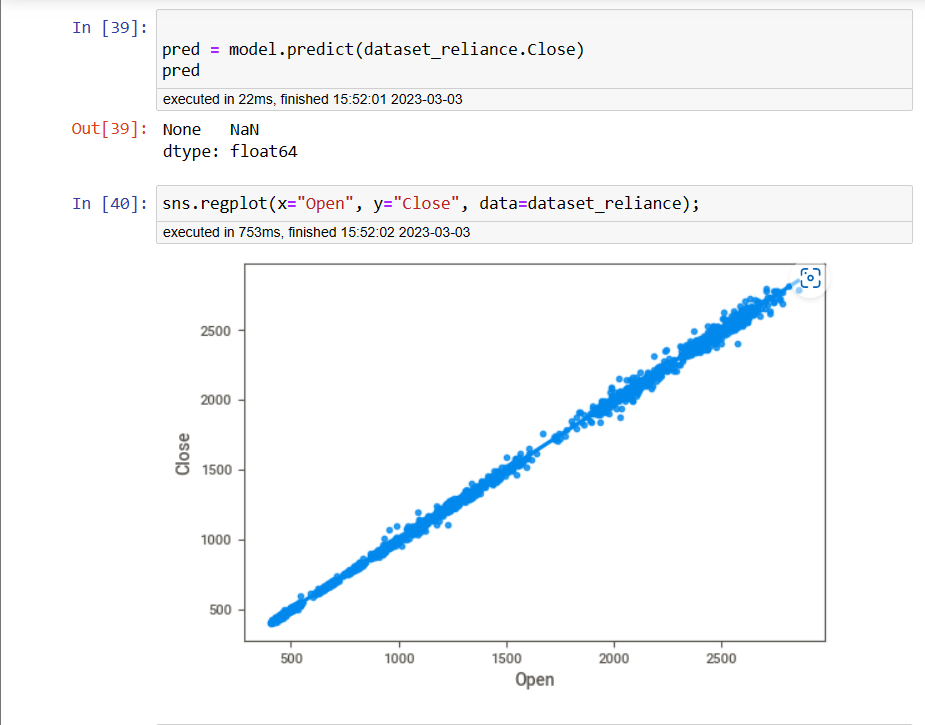 In [39]:
pred = model.predict(dataset_reliance.Close)
pred
executed in 22ms, finished 15:52:01 2023-03-03
Out[39]: None   NaN
dtype: float64
In [40]: sns.regplot(x="Open", y="Close", data=dataset_reliance);
executed in 753ms, finished 15:52:02 2023-03-03
2500
2000
Close
1500
1000
500
500 1000 1500 2000 2500
Open